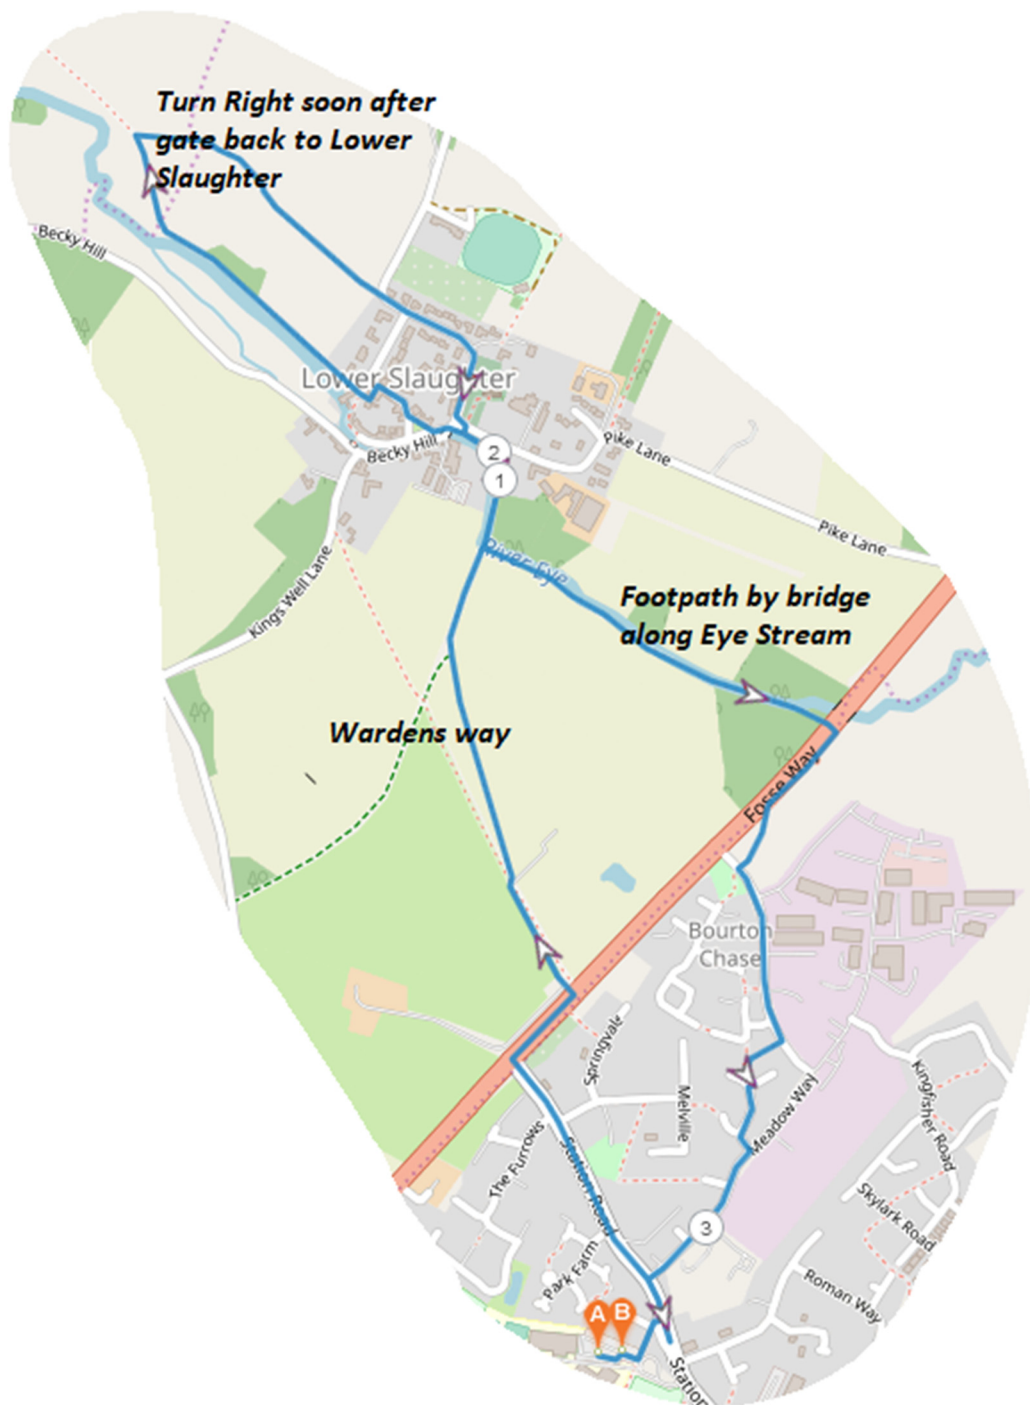 Turn Right soon after
gate back to Lower
Slaughter
Becky Hill
Lower Slaughter
Becky Hill
2
1
Pike Lane
Pike Lane
River Eye
Kings Well Lane
Footpath by bridge
along Eye Stream
Wardens way
Fosse Way
Bourton
Chase
Springvale
Melville
Meadow Way
Kingfisher Road
The Furrows
Station Road
Skylark Road
3
Park Farm
Roman Way
A
B
Station